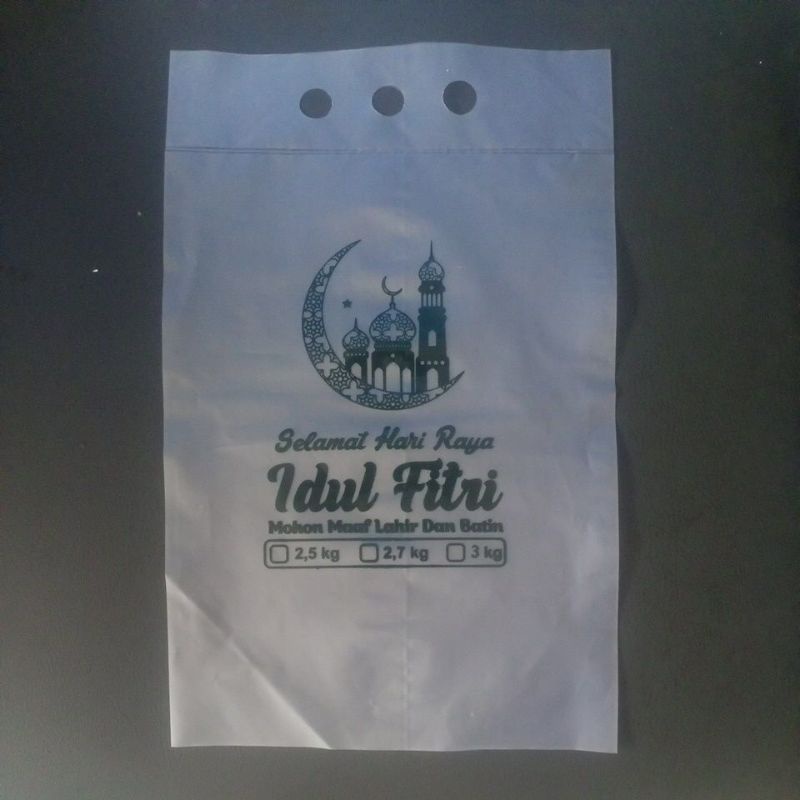 Selamat Hari Raya
Idul Fitri
Mohon Maaf Lahir Dan Batin
2,5 kg 2,7 kg 3 kg